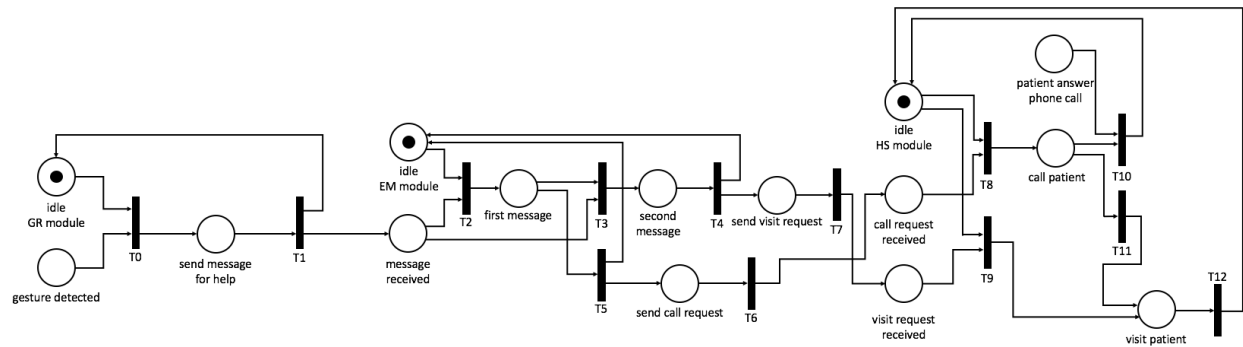 idle
GR module
gesture detected
T0
send message
for help
T1
idle
EM module
message
received
T2
first message
T3
second
message
T4
send visit request
T7
T5
send call request
T6
idle
HS module
patient answer
phone call
T8
call patient
T10
call request
received
T9
T11
visit request
received
T12
visit patient